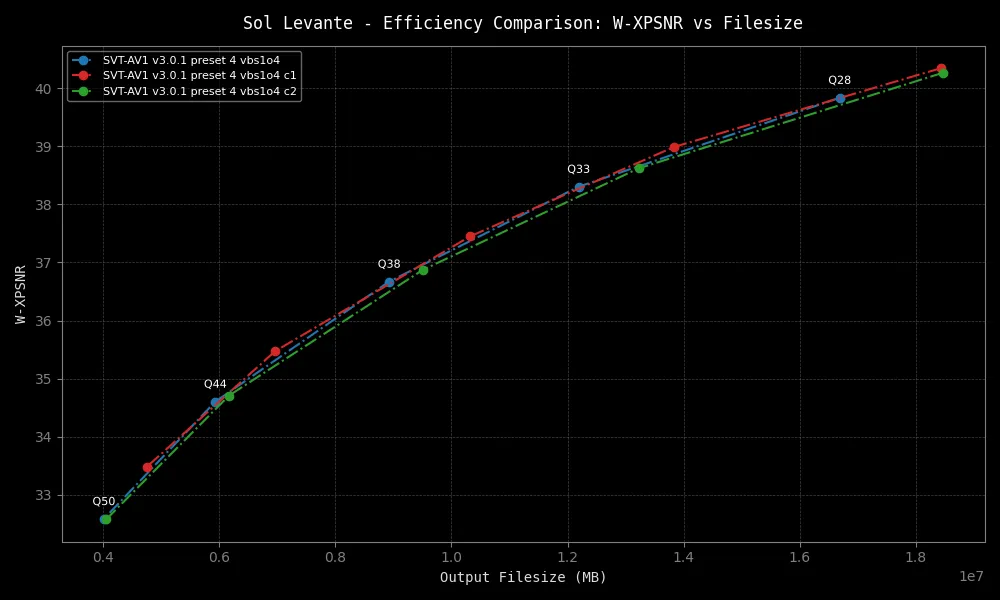 Sol Levante - Efficiency Comparison: W-XPSNR vs Filesize
SVT-AV1 v3.0.1 preset 4 vbs1o4
SVT-AV1 v3.0.1 preset 4 vbs1o4 c1
SVT-AV1 v3.0.1 preset 4 vbs1o4 c2
Q28
Q33
Q38
Q44
Q50
W-XPSNR
40
39
38
37
36
35
34
33
0.4 0.6 0.8 1.0 1.2 1.4 1.6 1.8
1e7
Output Filesize (MB)